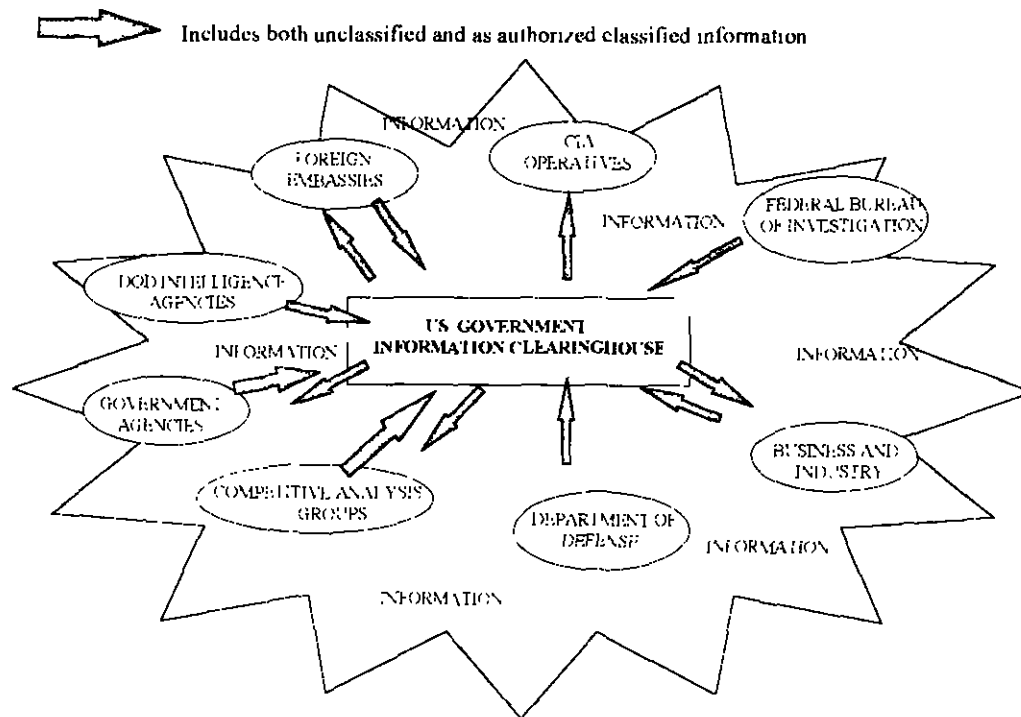 Includes both unclassified and as authorized classified information
INFORMATION
FOREIGN
EMBASSIES
CIA
OPERATIVES
INFORMATION
FEDERAL BUREAU
OF INVESTIGATION
DOD INTELLIGENCE
AGENCIES
US GOVERNMENT
INFORMATION CLEARINGHOUSE
INFORMATION
INFORMATION
GOVERNMENT
AGENCIES
BUSINESS AND
INDUSTRY
COMPETITIVE ANALYSIS
GROUPS
DEPARTMENT OF
DEFENSE
INFORMATION
INFORMATION